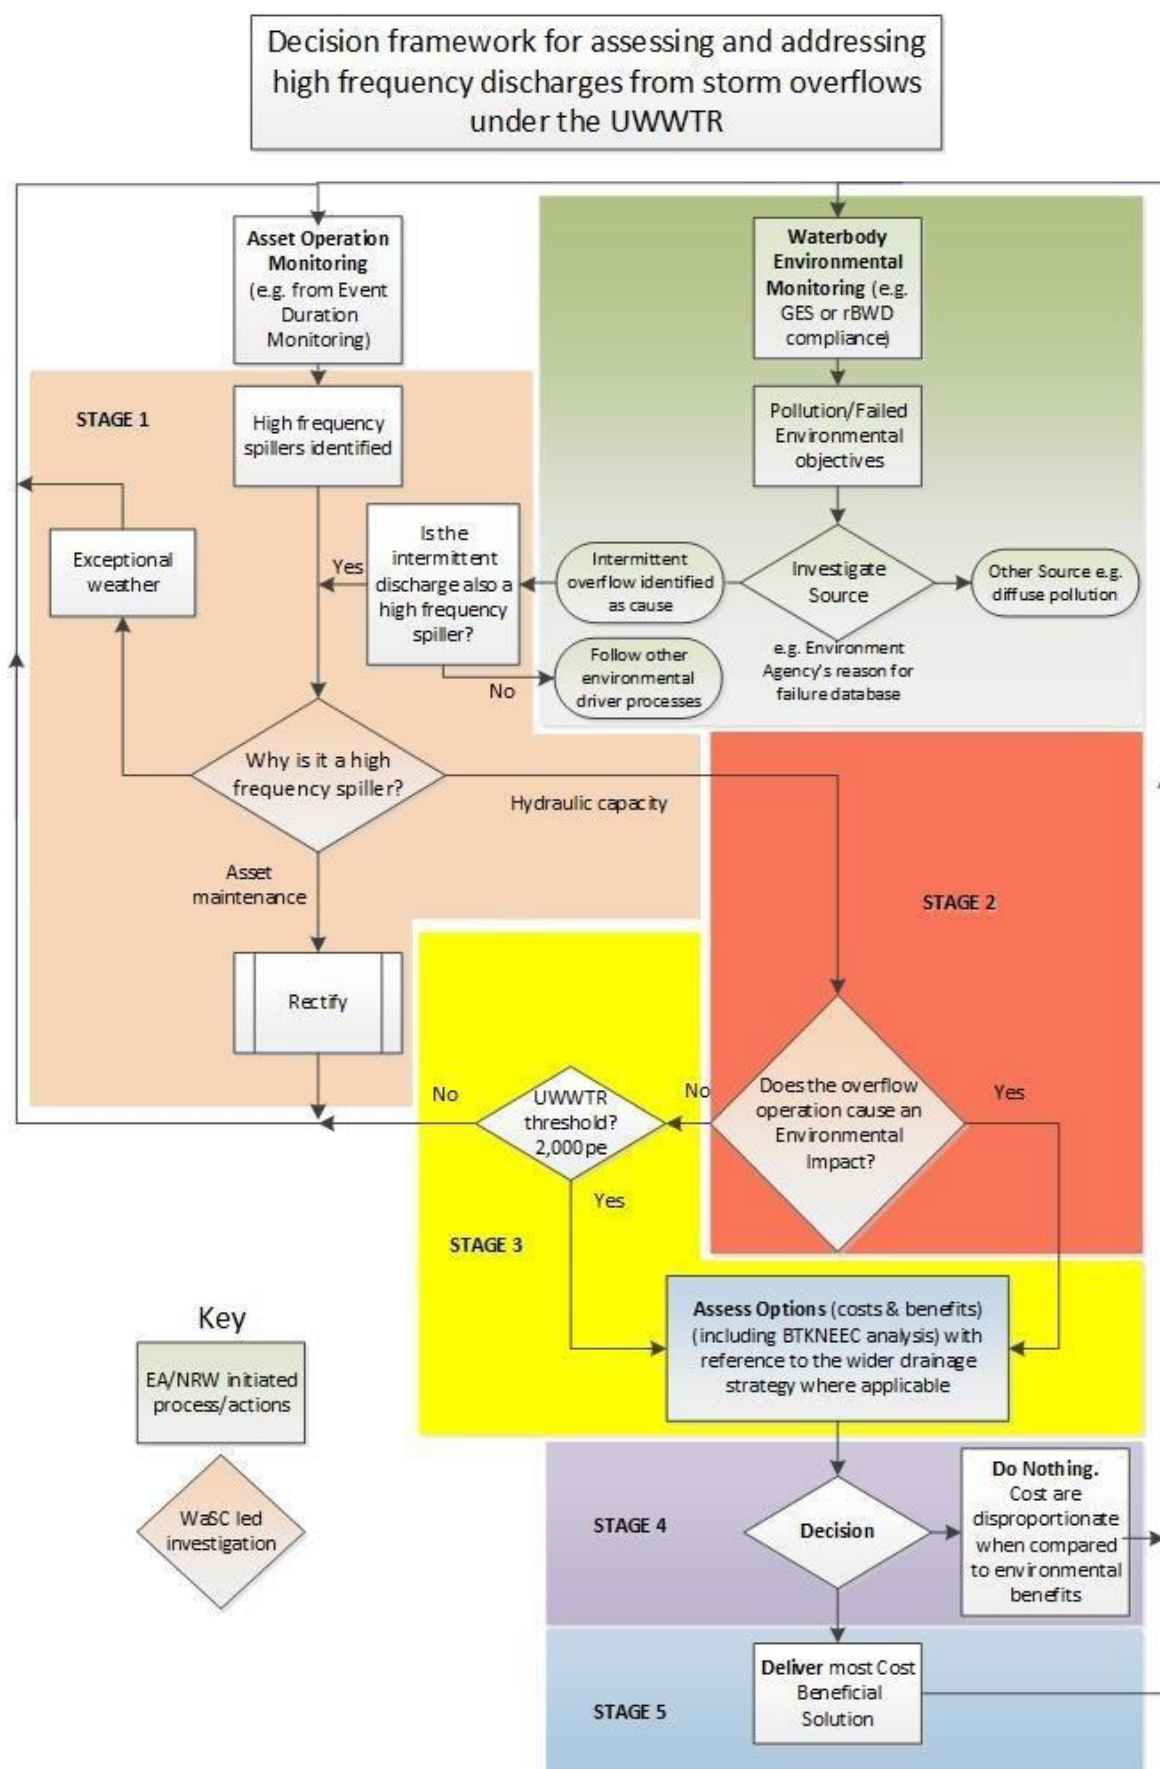 Decision framework for assessing and addressing
high frequency discharges from storm overflows
under the UWWTR
Asset Operation
Monitoring
(e.g. from Event
Duration
Monitoring)
Waterbody
Environmental
Monitoring (e.g.
GES or rBWD
compliance)
STAGE 1
High frequency
spillers identified
Pollution/Failed
Environmental
objectives
Exceptional
weather
Yes
Is the
intermittent
discharge also a
high frequency
spiller?
Intermittent
overflow identified
as cause
Investigate
Source
Other Source e.g.
diffuse pollution
e.g. Environment
Agency's reason for
failure database
No
Follow other
environmental
driver processes
Why is it a high
frequency spiller?
Hydraulic capacity
Asset
maintenance
STAGE 2
Rectify
No
UWWTR
threshold?
2,000pe
No
Does the overflow
operation cause an
Environmental
Impact?
Yes
Yes
STAGE 3
Assess Options (costs & benefits)
(including BTKNEEC analysis) with
reference to the wider drainage
strategy where applicable
Key
EA/NRW initiated
process/actions
WaSC led
investigation
STAGE 4
Decision
Do Nothing.
Cost are
disproportionate
when compared
to environmental
benefits
STAGE 5
Deliver most Cost
Beneficial
Solution